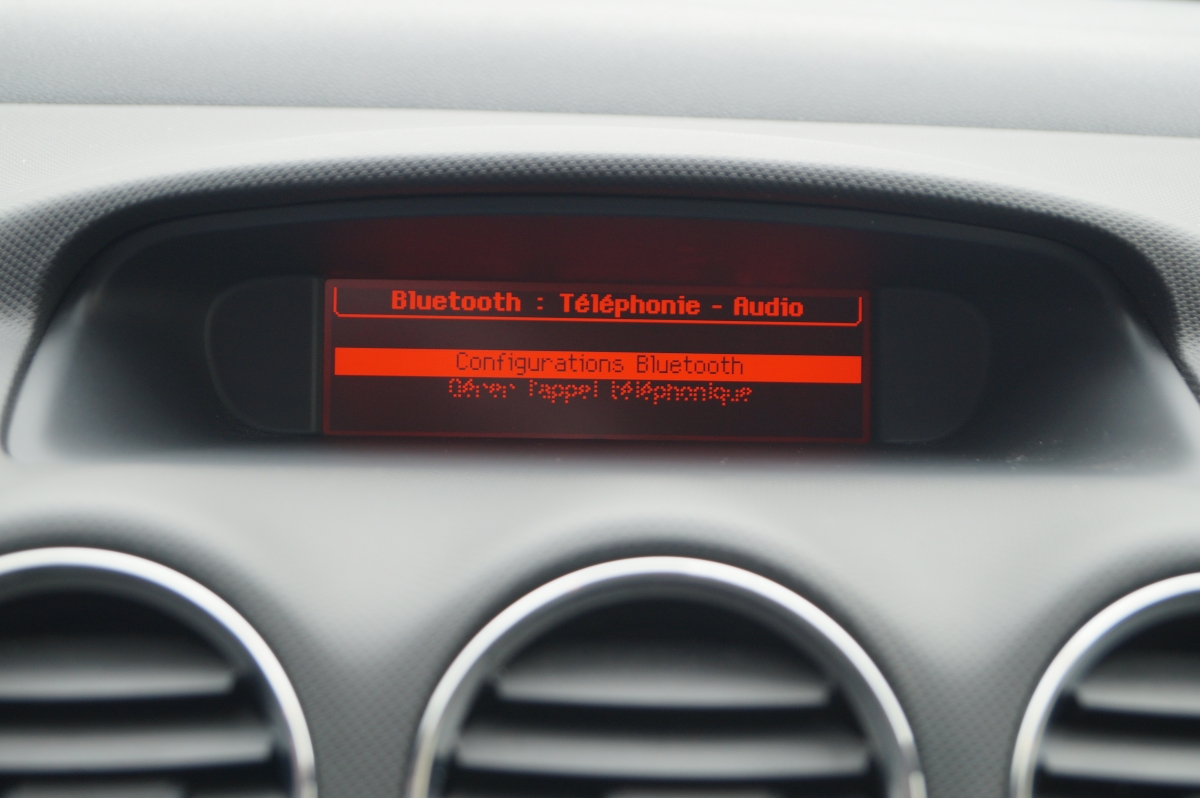 Bluetooth : Téléphonie - Audio
Configurations Bluetooth
Gérer l'appel téléphonique